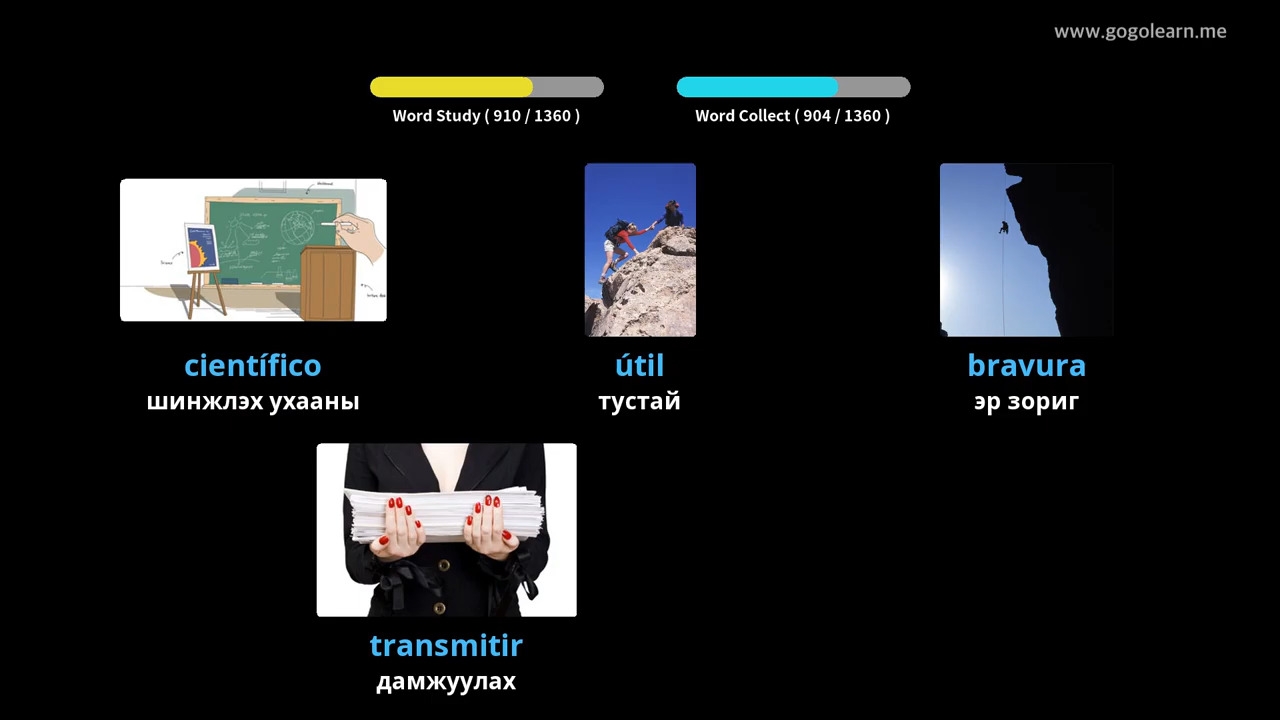 www.gogolearn.me
Word Study ( 910 / 1360 )
Word Collect ( 904 / 1360 )
científico
шинжлэх ухааны
útil
тустай
bravura
эр зориг
transmitir
дамжуулах